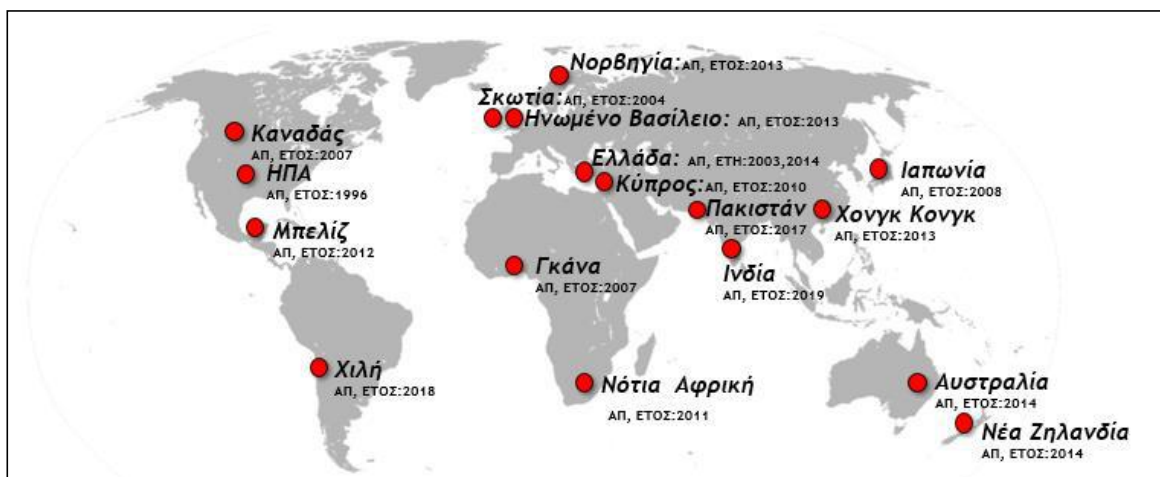 Νορβηγία: ΑΠ, ΕΤΟΣ:2013
Σκωτία: ΑΠ, ΕΤΟΣ:2004
Ηνωμένο Βασίλειο: ΑΠ, ΕΤΟΣ:2013
Καναδάς
ΑΠ, ΕΤΟΣ:2007
ΗΠΑ
ΑΠ, ΕΤΟΣ:1996
Ελλάδα: ΑΠ, ΕΤΗ:2003,2014
Κύπρος: ΑΠ, ΕΤΟΣ:2010
Ιαπωνία
ΑΠ, ΕΤΟΣ:2008
Πακιστάν
ΑΠ, ΕΤΟΣ:2017
Χονγκ Κονγκ
ΑΠ, ΕΤΟΣ:2013
Μπελίζ
ΑΠ, ΕΤΟΣ:2012
Γκάνα
ΑΠ, ΕΤΟΣ:2007
Ινδία
ΑΠ, ΕΤΟΣ:2019
Χιλή
ΑΠ, ΕΤΟΣ:2018
Νότια Αφρική
ΑΠ, ΕΤΟΣ:2011
Αυστραλία
ΑΠ, ΕΤΟΣ:2014
Νέα Ζηλανδία
ΑΠ, ΕΤΟΣ:2014